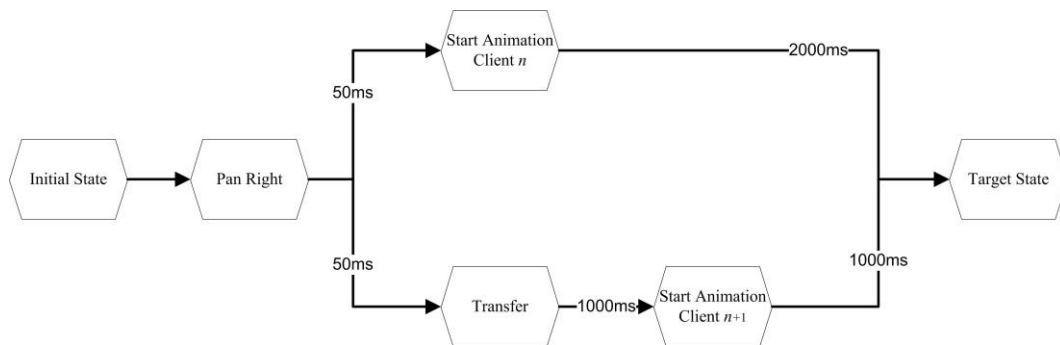 Start Animation
Client n
2000ms
50ms
Initial State
Pan Right
Target State
50ms
1000ms
Transfer
1000ms
Start Animation
Client n+1